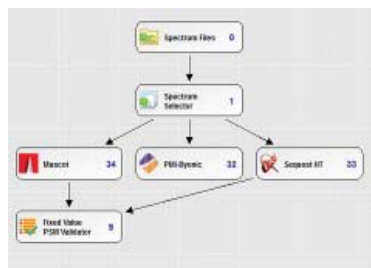 Spectrum Files 0
Spectrum
Selector 1
Mascot 34
PMI-Byonic 32
Sequest HT 33
Fixed Value
PSM Validator 9